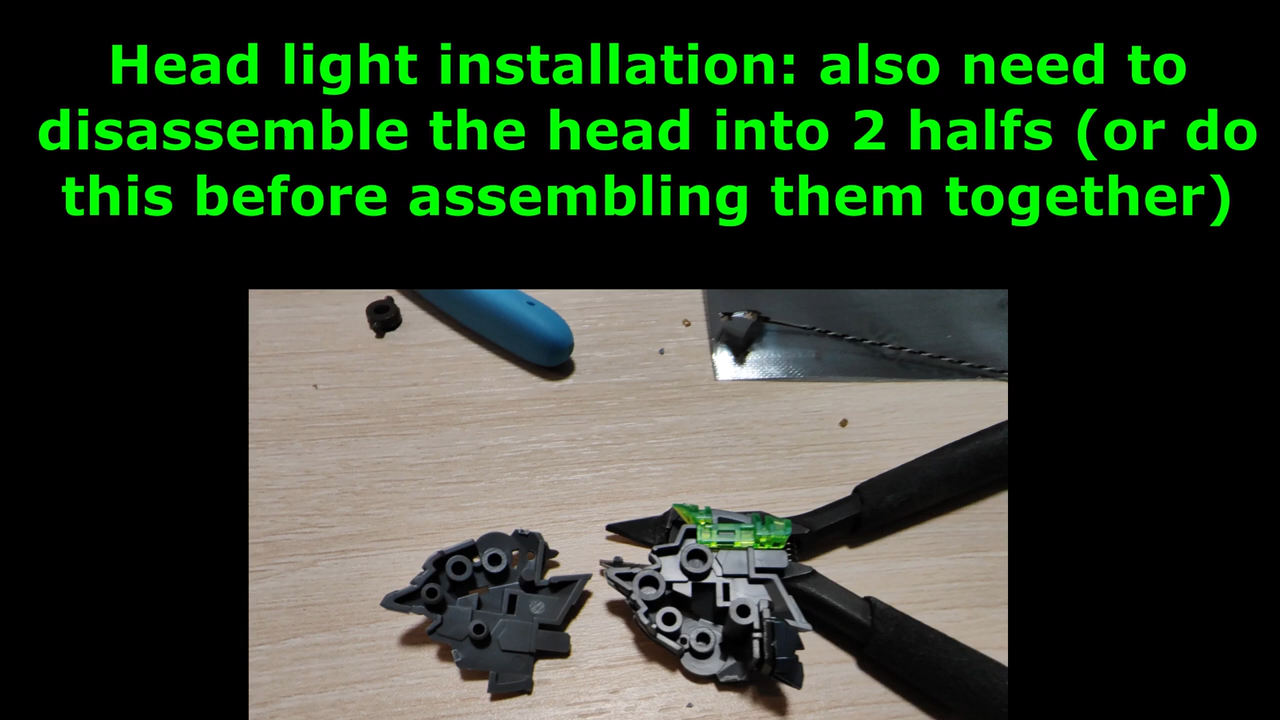 Head light installation: also need to
disassemble the head into 2 halfs (or do
this before assembling them together)